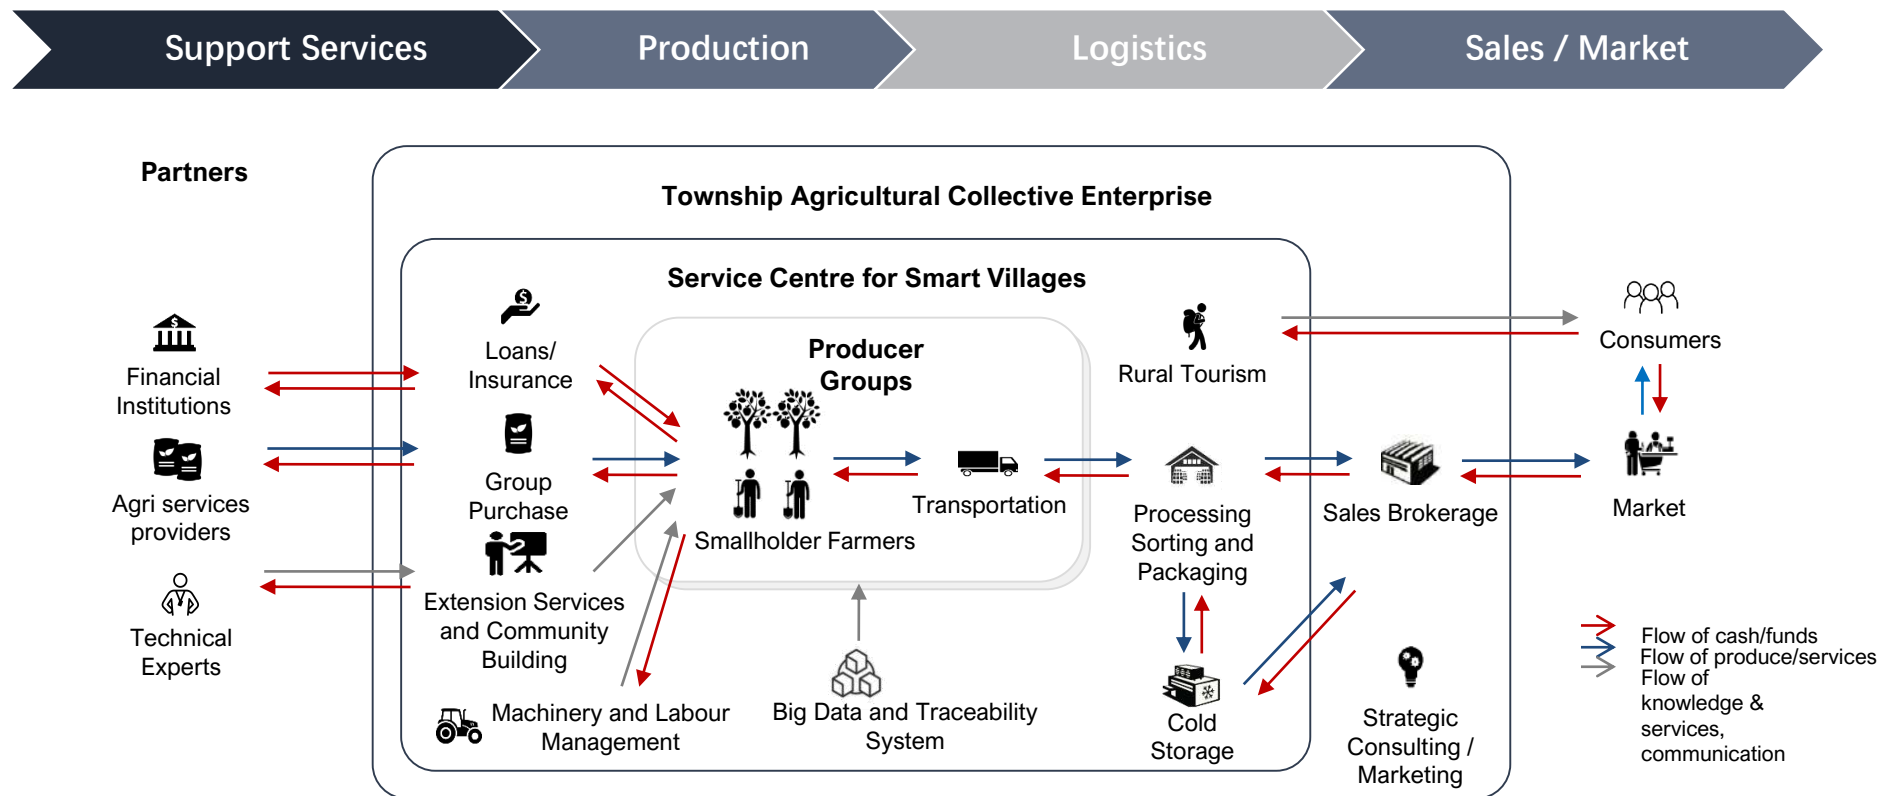 Support Services
Production
Logistics
Sales / Market
Partners
Township Agricultural Collective Enterprise
Service Centre for Smart Villages
Producer
Groups
Financial
Institutions
Agri services
providers
Technical
Experts
Loans/
Insurance
Group
Purchase
Extension Services
and Community
Building
Machinery and Labour
Management
Smallholder Farmers
Transportation
Big Data and Traceability
System
Rural Tourism
Processing
Sorting and
Packaging
Cold
Storage
Sales Brokerage
Strategic
Consulting /
Marketing
Consumers
Market
Flow of cash/funds
Flow of produce/services
Flow of
knowledge &
services,
communication